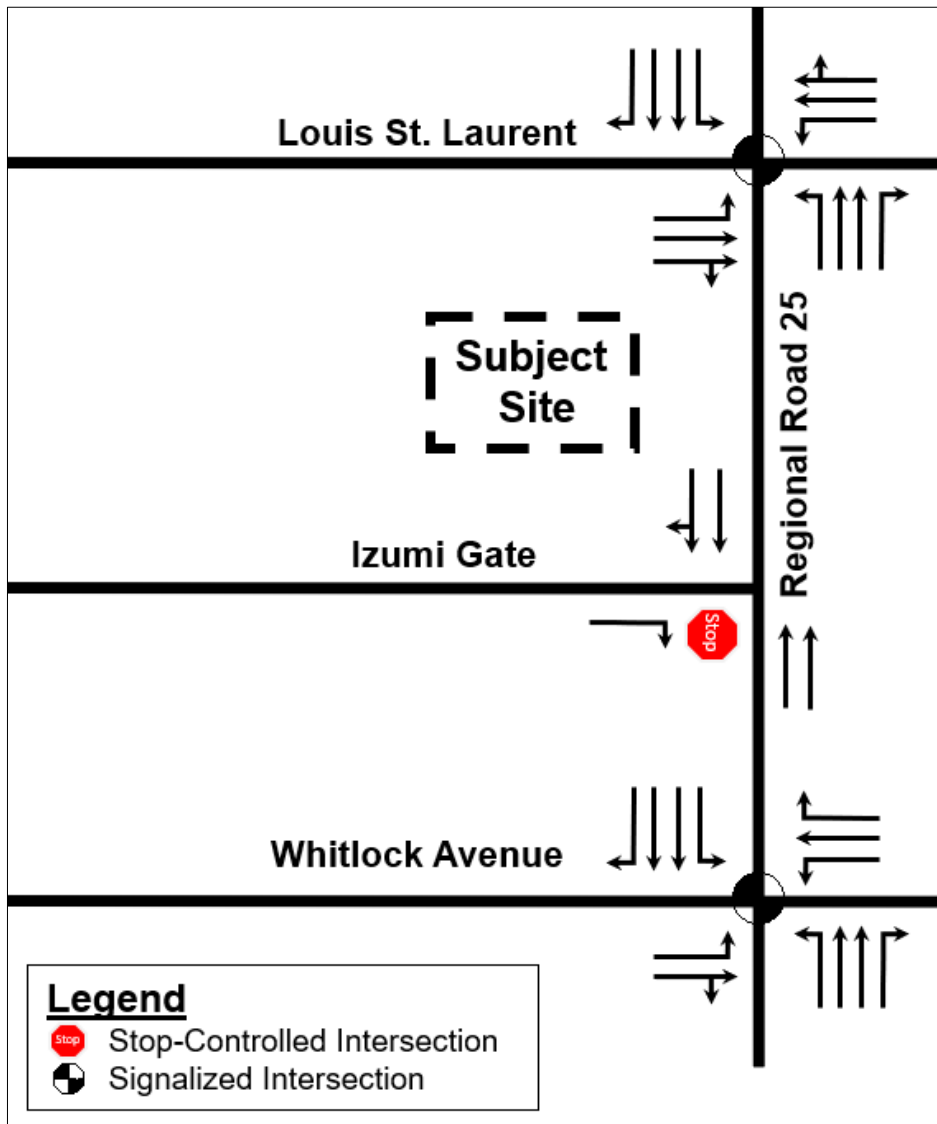 Louis St. Laurent
Subject
Site
Regional Road 25
Izumi Gate
Stop
Whitlock Avenue
Legend
Stop
Stop-Controlled Intersection
Signalized Intersection